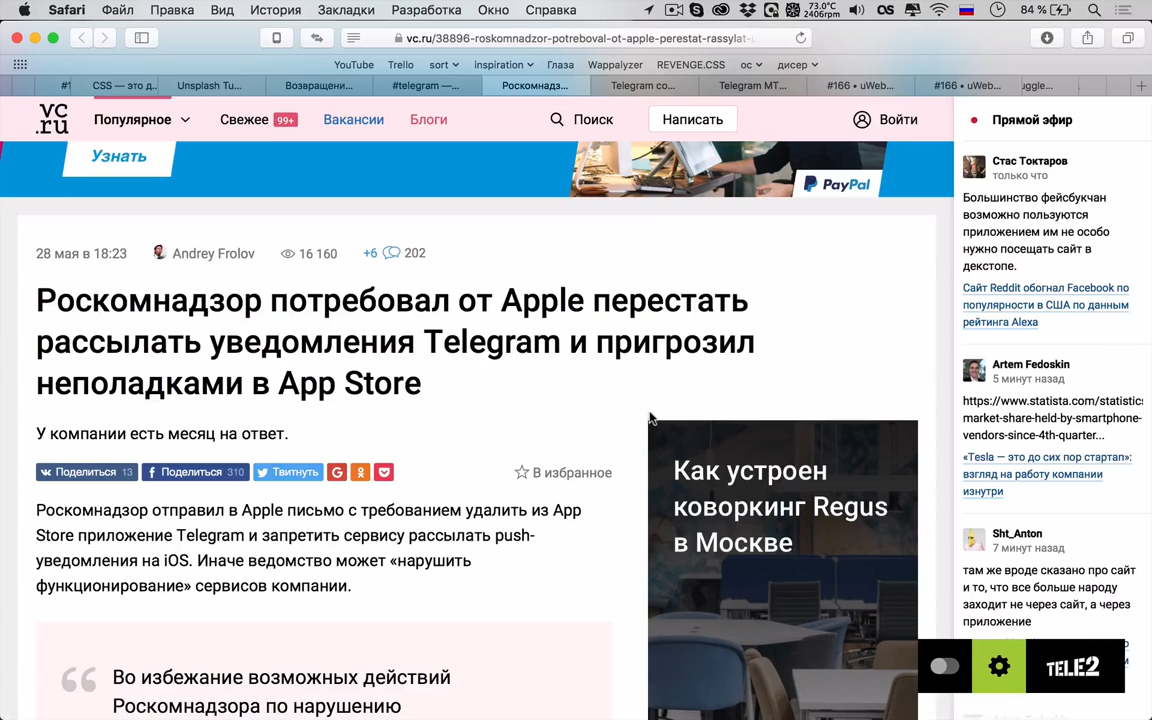 Safari Файл Правка Вид История Закладки Разработка Окно Справка 73.0°C 2406rpm 84 %
vc.ru/38896-roskomnadzor-potreboval-ot-apple-perestat-rassylat-
YouTube Trello sort inspiration Глаза Wappalyzer REVENGE.CSS ос дисер
#1 CSS — это д... Unsplash Tu... Возвращени... #telegram —... Роскомнадз... Telegram co... Telegram MT... #166 • uWeb... #166 • uWeb... uggle...
vc.ru
Популярное Свежее 99+ Вакансии Блоги Поиск Написать Войти
Узнать
PayPal
28 мая в 18:23 Andrey Frolov 16 160 +6 202
Роскомнадзор потребовал от Apple перестать
рассылать уведомления Telegram и пригрозил
неполадками в App Store
У компании есть месяц на ответ.
Поделиться 13 Поделиться 310 Твитнуть В избранное
Роскомнадзор отправил в Apple письмо с требованием удалить из App
Store приложение Telegram и запретить сервису рассылать push-
уведомления на iOS. Иначе ведомство может «нарушить
функционирование» сервисов компании.
Во избежание возможных действий
Роскомнадзора по нарушению
Как устроен
коворкинг Regus
в Москве
Прямой эфир
Стас Токтаров
только что
Большинство фейсбукчан
возможно пользуются
приложением им не особо
нужно посещать сайт в
декстопе.
Сайт Reddit обогнал Facebook по
популярности в США по данным
рейтинга Alexa
Artem Fedoskin
5 минут назад
https://www.statista.com/statistics
market-share-held-by-smartphone-
vendors-since-4th-quarter...
«Tesla — это до сих пор стартап»:
взгляд на работу компании
изнутри
Sht_Anton
7 минут назад
там же вроде сказано про сайт
и то, что все больше народу
заходит не через сайт, а через
приложение
TELE2